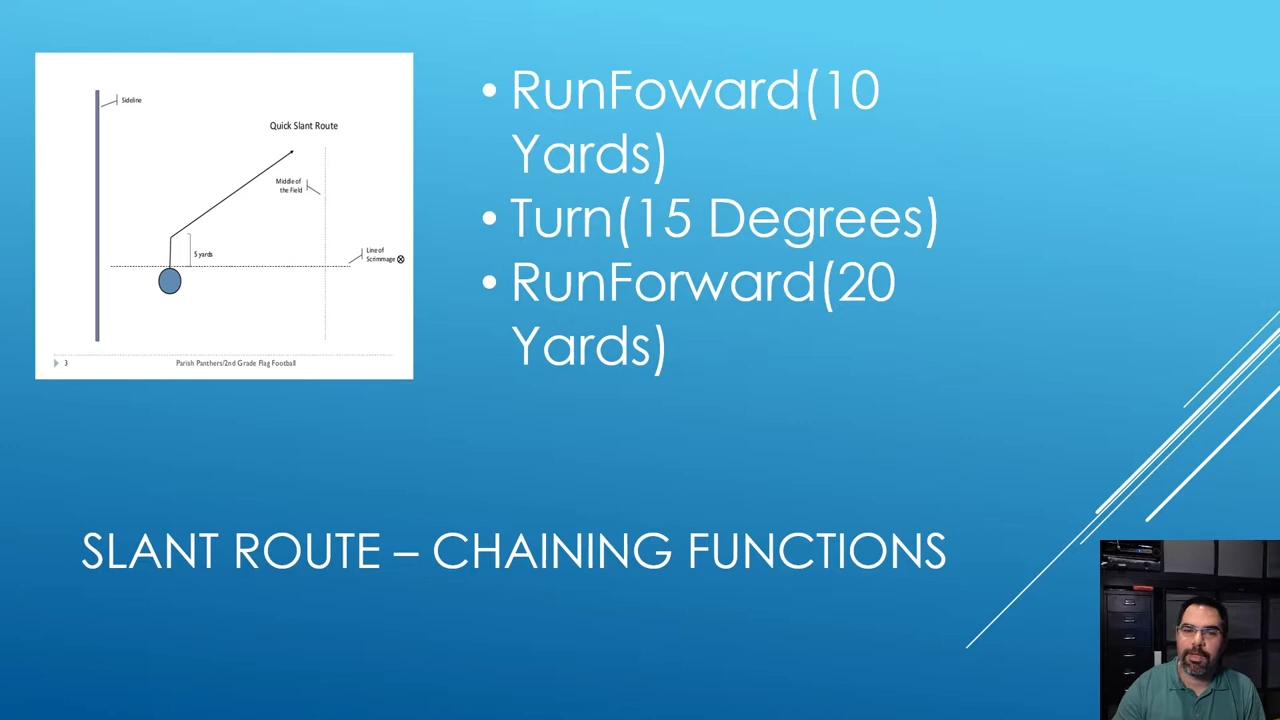 Sideline
Quick Slant Route
Middle of
the Field
5 yards
Line of
Scrimmage
3
Parish Panthers/2nd Grade Flag Football
• RunFoward(10
Yards)
• Turn(15 Degrees)
• RunForward(20
Yards)
SLANT ROUTE – CHAINING FUNCTIONS